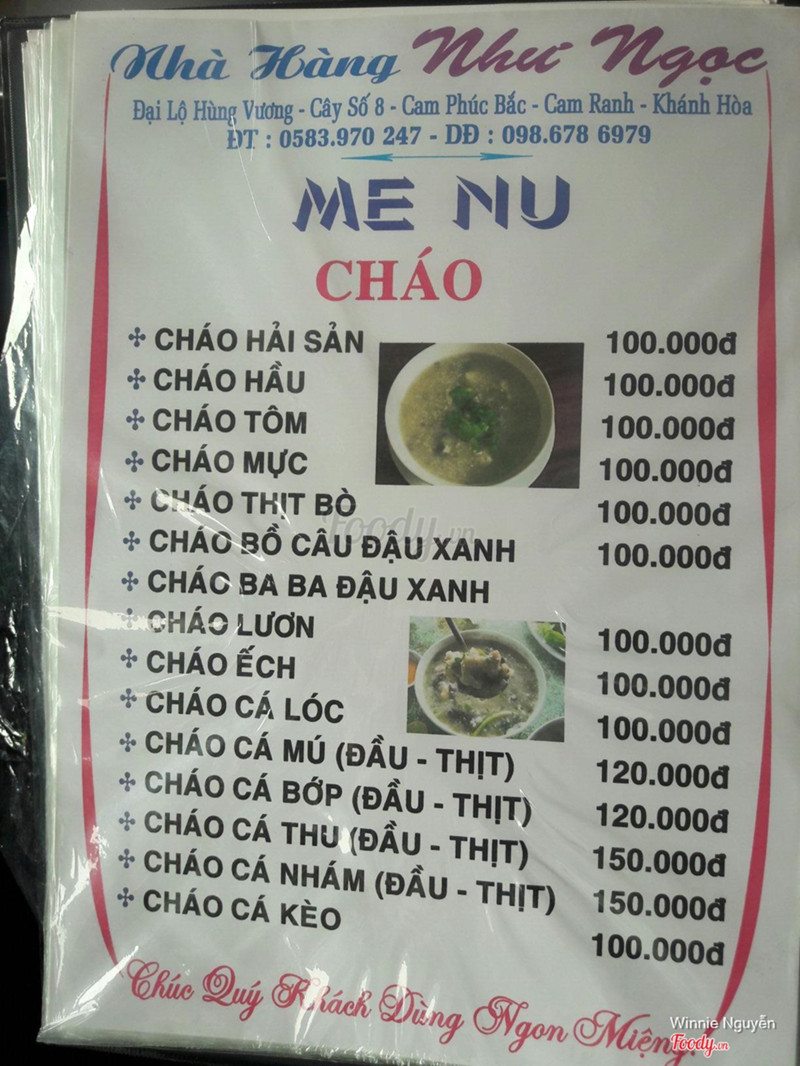 Nhà Hàng Như Ngọc
Đại Lộ Hùng Vương - Cây Số 8 - Cam Phúc Bắc - Cam Ranh - Khánh Hòa
ĐT : 0583.970 247 - DĐ : 098.678 6979
ME NU
CHÁO
CHÁO HẢI SẢN 100.000đ
CHÁO HẦU 100.000đ
CHÁO TÔM 100.000đ
CHÁO MỰC 100.000đ
CHÁO THỊT BÒ 100.000đ
CHÁO BỒ CÂU ĐẬU XANH 100.000đ
CHÁO BA BA ĐẬU XANH
CHÁO LƯƠN 100.000đ
CHÁO ẾCH 100.000đ
CHÁO CÁ LÓC 100.000đ
CHÁO CÁ MÚ (ĐẦU - THỊT) 120.000đ
CHÁO CÁ BỚP (ĐẦU - THỊT) 120.000đ
CHÁO CÁ THU (ĐẦU - THỊT) 150.000đ
CHÁO CÁ NHÁM (ĐẦU - THỊT) 150.000đ
CHÁO CÁ KÈO 100.000đ
Chúc Quý Khách Dùng Ngon Miệng!
Foody.vn
Winnie Nguyễn
Foody.vn